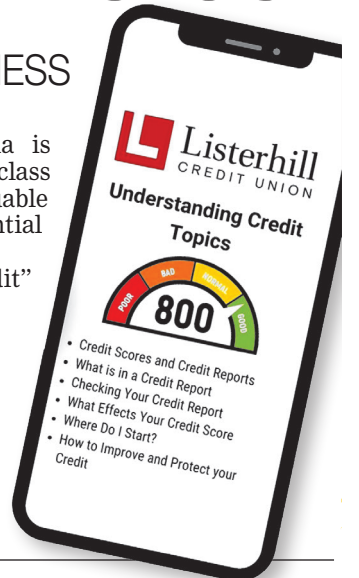 ESS
is
class
able
ntial
lit”
Listerhill
CREDIT UNION
Understanding Credit
Topics
POOR
BAD
NORMAL
GOOD
800
• Credit Scores and Credit Reports
• What is in a Credit Report
• Checking Your Credit Report
• What Effects Your Credit Score
• Where Do I Start?
• How to Improve and Protect your
Credit